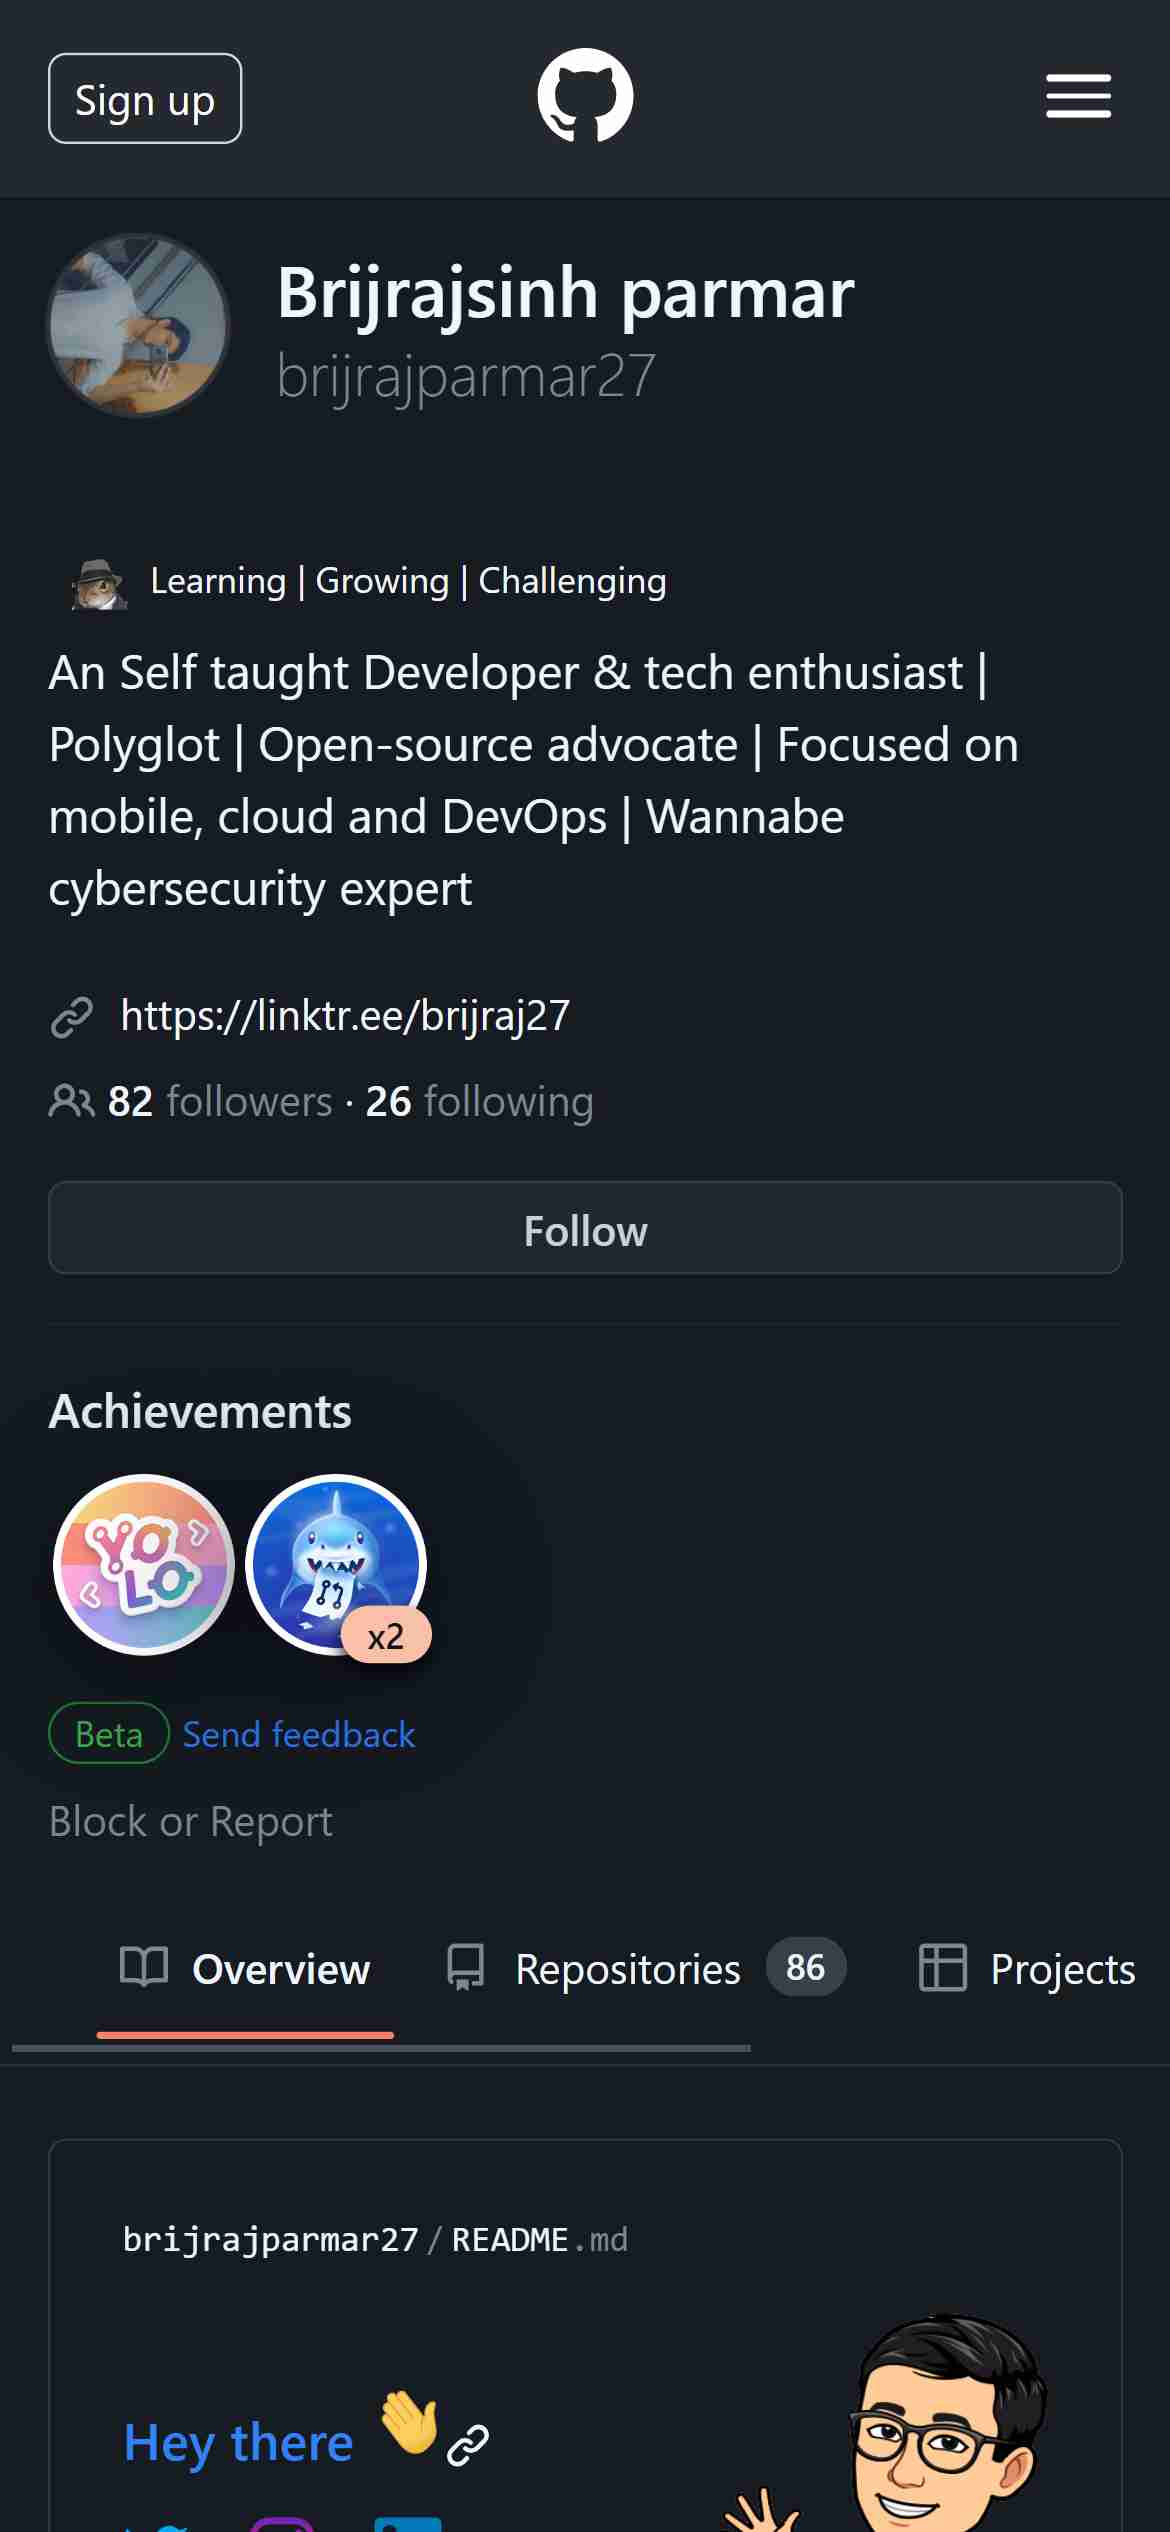 Sign up
Brijrajsinh parmar
brijrajparmar27
Learning | Growing | Challenging
An Self taught Developer & tech enthusiast |
Polyglot | Open-source advocate | Focused on
mobile, cloud and DevOps | Wannabe
cybersecurity expert
https://linktr.ee/brijraj27
82 followers · 26 following
Follow
Achievements
YOLO
x2
Beta Send feedback
Block or Report
Overview Repositories 86 Projects
brijrajparmar27/README.md
Hey there 👋